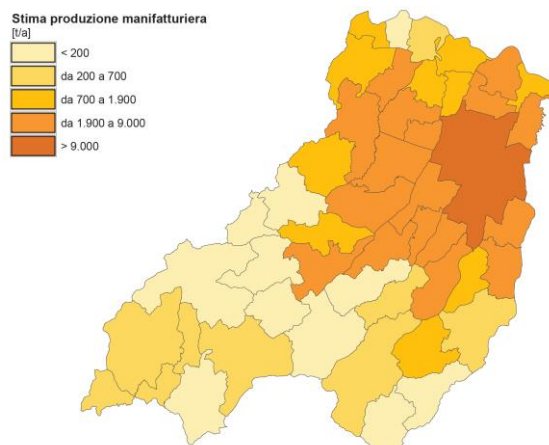 Stima produzione manifatturiera
[t/a]
< 200
da 200 a 700
da 700 a 1.900
da 1.900 a 9.000
> 9.000